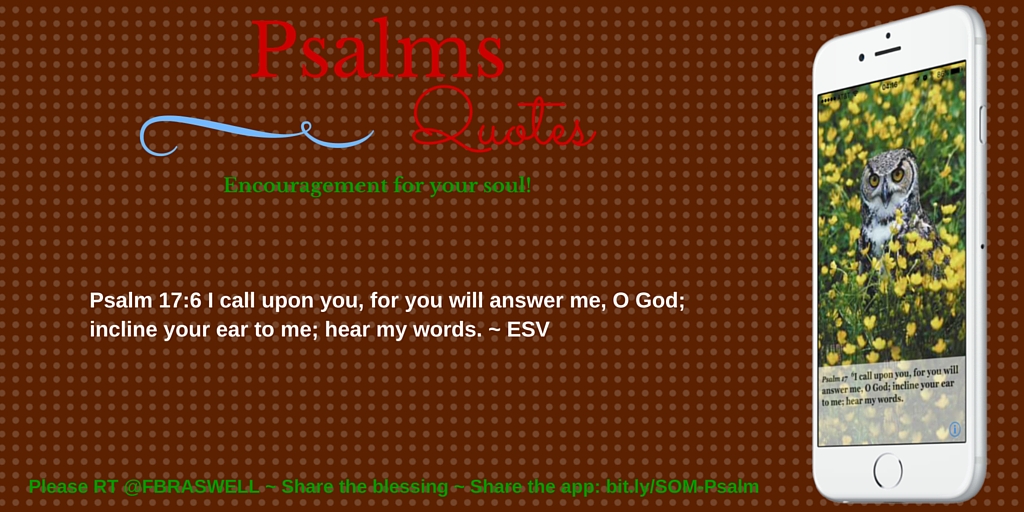 Psalms
Quotes
Encouragement for your soul!
Psalm 17:6 I call upon you, for you will answer me, O God;
incline your ear to me; hear my words. ~ ESV
Please RT @FBRASWELL ~ Share the blessing ~ Share the app: bit.ly/SOM-Psalm
Psalm 17 "I call upon you, for you will
answer me, O God; incline your ear
to me; hear my words.